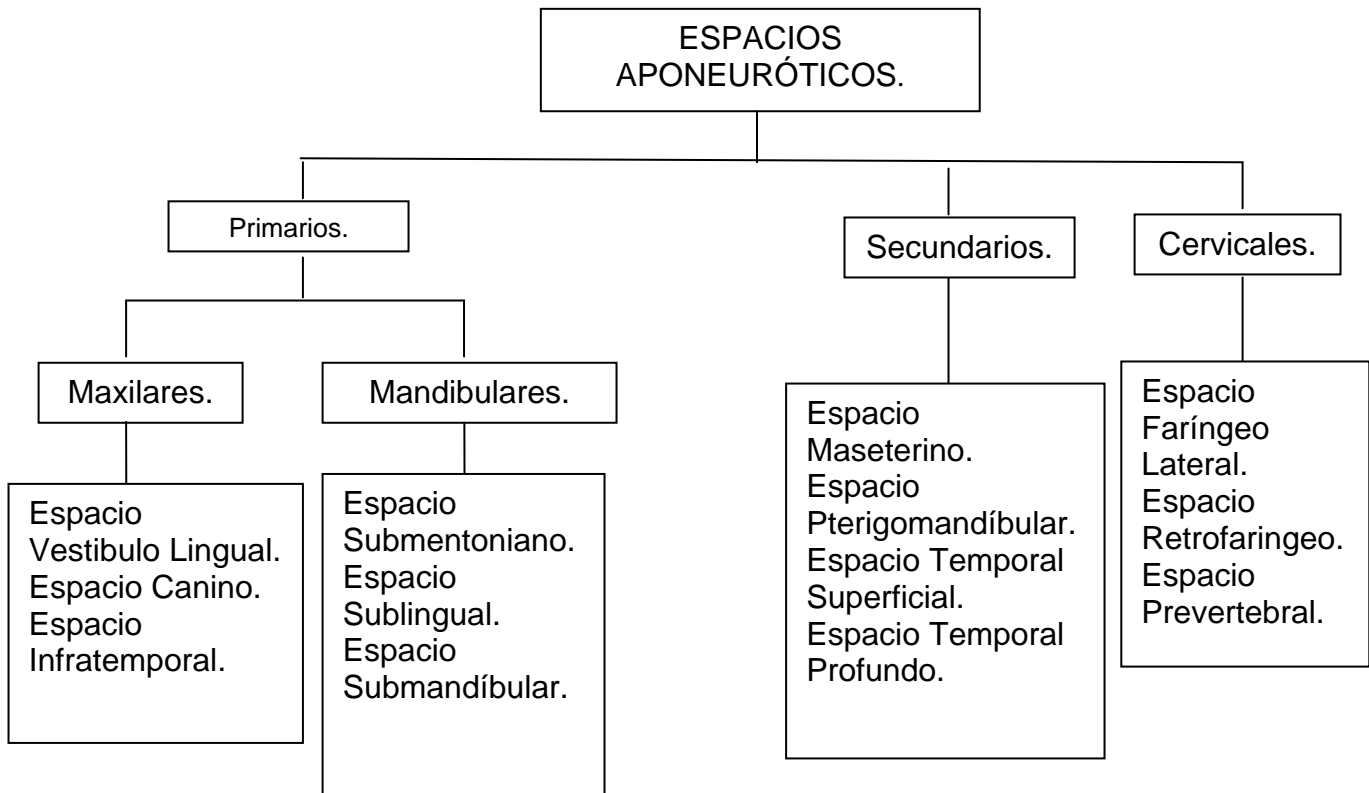 ESPACIOS
APONEURÓTICOS.
Primarios.
Secundarios.
Cervicales.
Maxilares.
Mandibulares.
Espacio
Vestibulo Lingual.
Espacio Canino.
Espacio
Infratemporal.
Espacio
Submentoniano.
Espacio
Sublingual.
Espacio
Submandíbular.
Espacio
Maseterino.
Espacio
Pterigomandíbular.
Espacio Temporal
Superficial.
Espacio Temporal
Profundo.
Espacio
Faríngeo
Lateral.
Espacio
Retrofaringeo.
Espacio
Prevertebral.